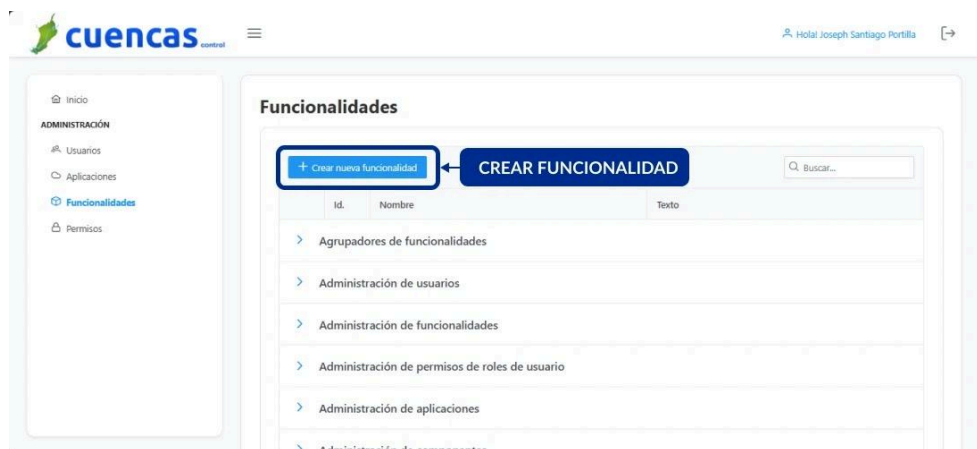 cuencas control
Hola! Joseph Santiago Portilla
Inicio
ADMINISTRACIÓN
Usuarios
Aplicaciones
Funcionalidades
Permisos
Funcionalidades
+ Crear nueva funcionalidad
CREAR FUNCIONALIDAD
Buscar...
Id. Nombre Texto
Agrupadores de funcionalidades
Administración de usuarios
Administración de funcionalidades
Administración de permisos de roles de usuario
Administración de aplicaciones